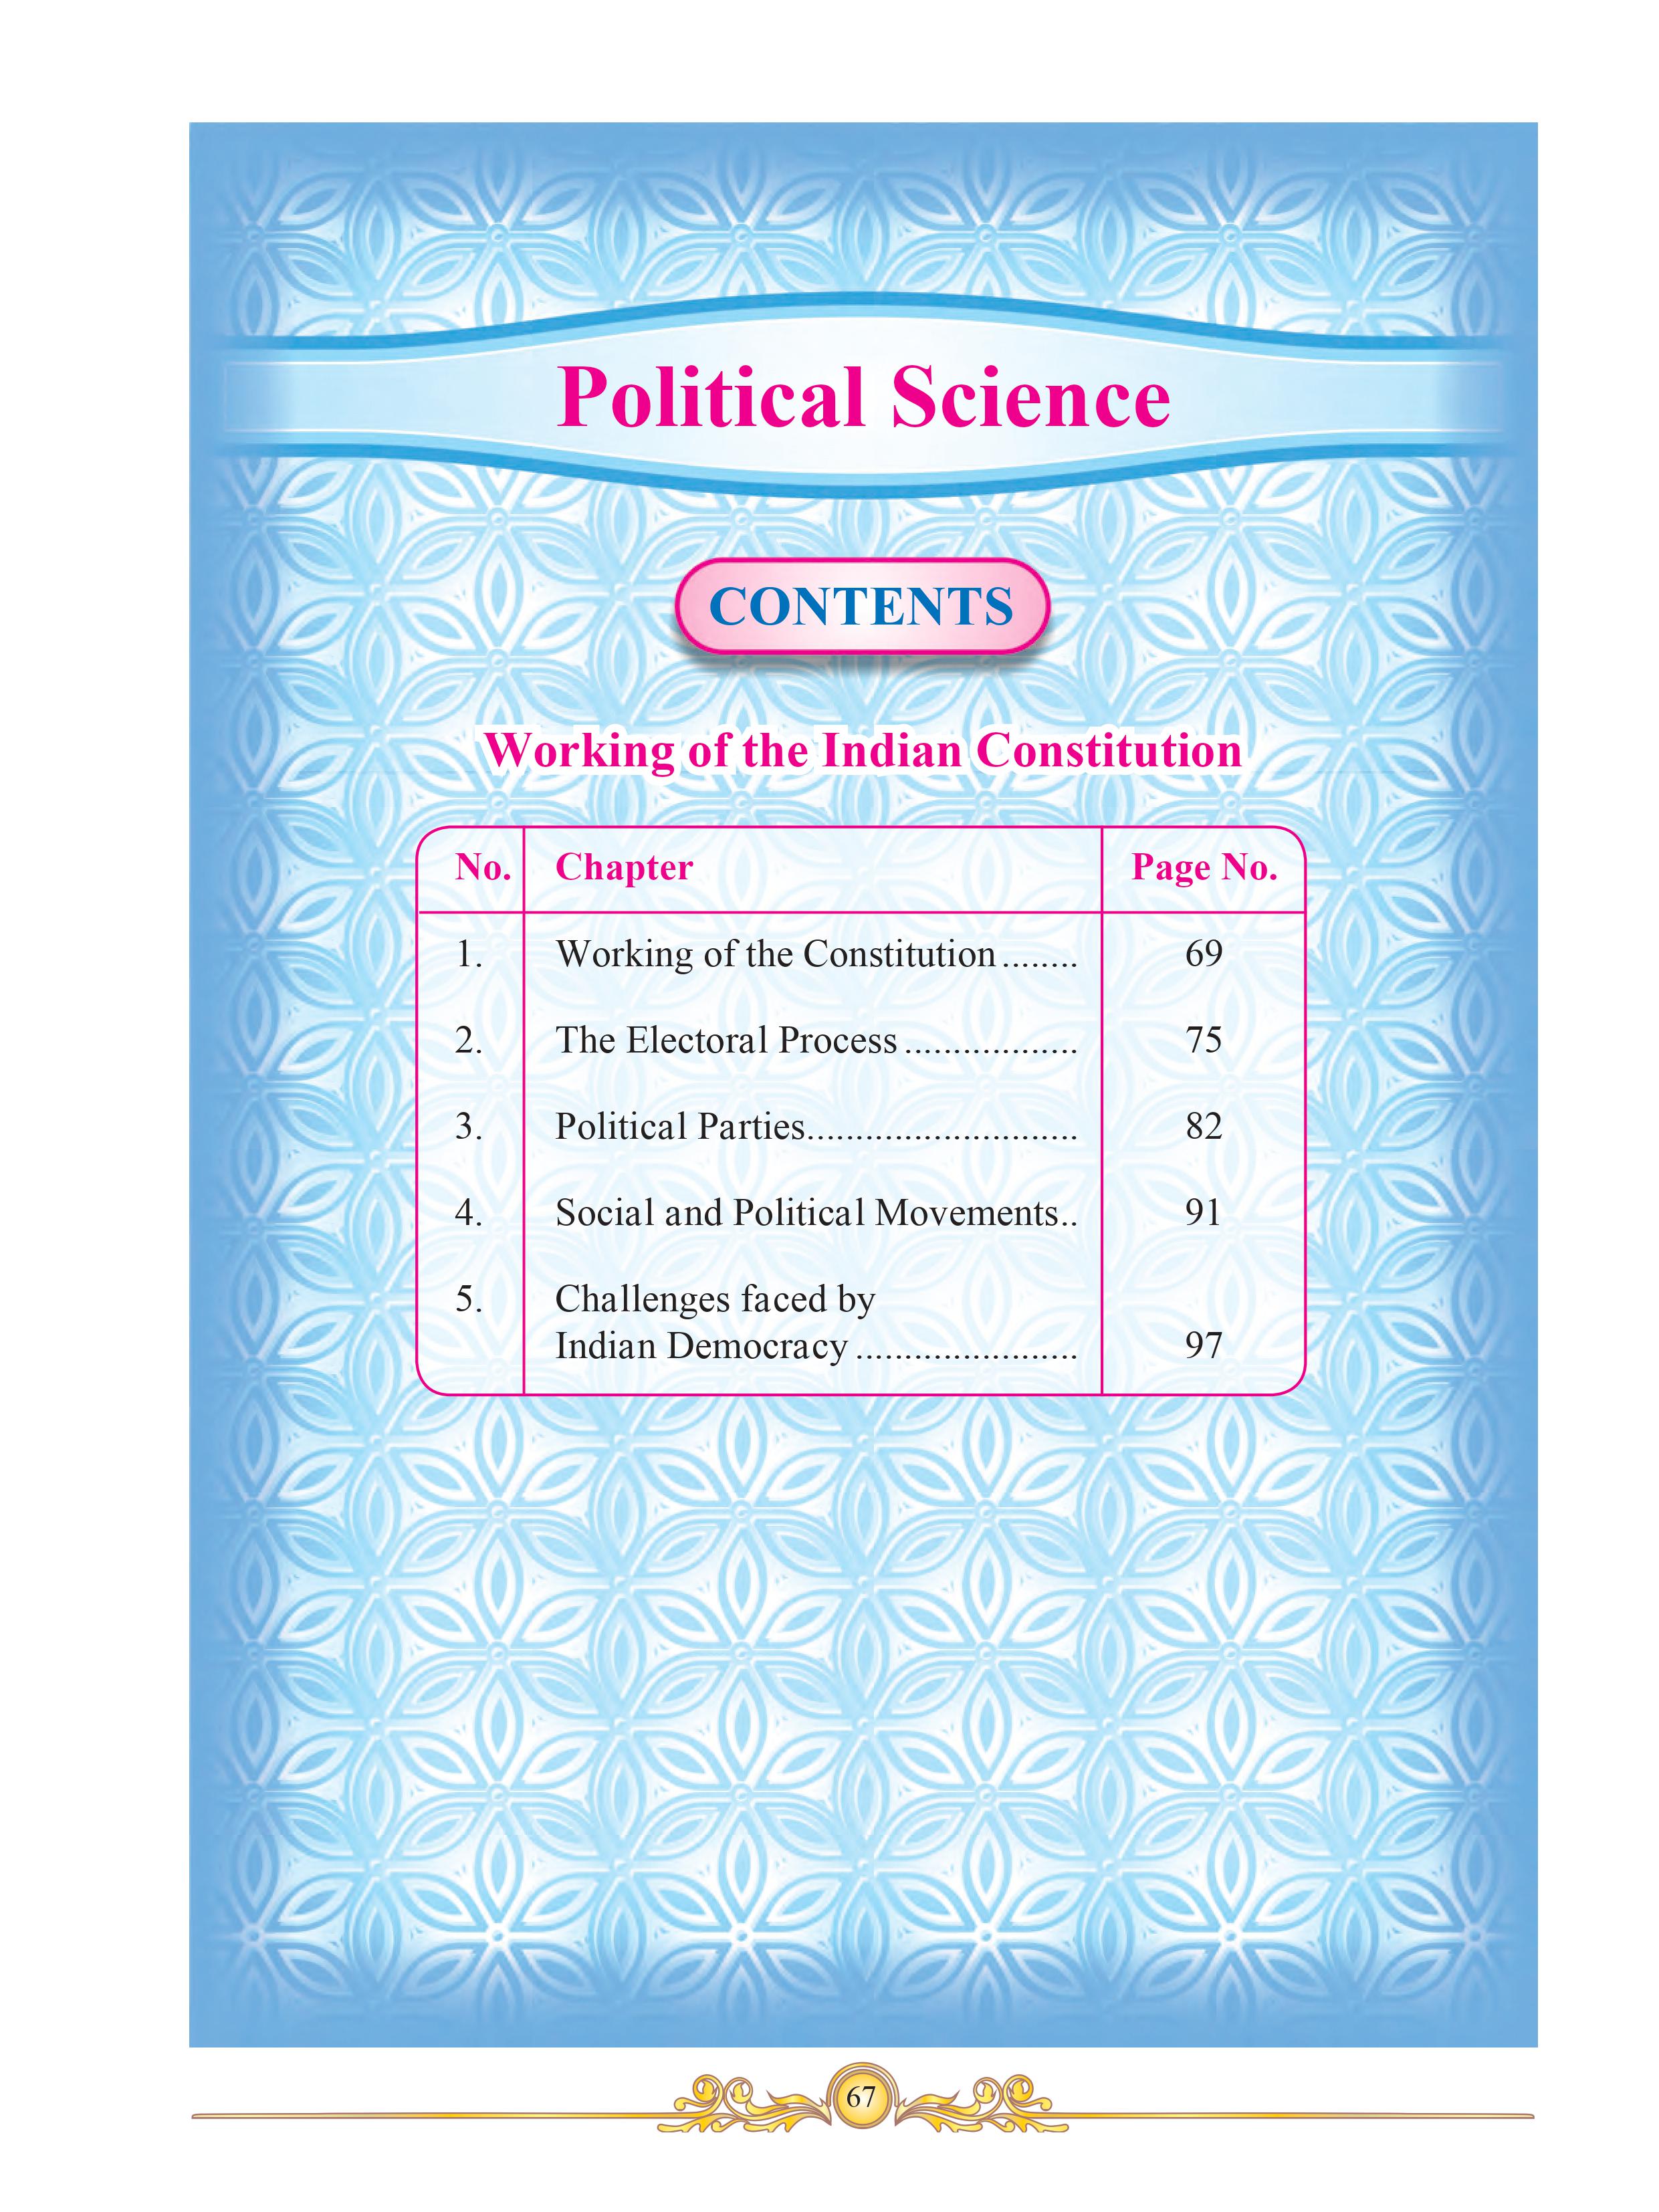 Political Science
CONTENTS
Working of the Indian Constitution
No. Chapter Page No.
1. Working of the Constitution ........ 69
2. The Electoral Process .................. 75
3. Political Parties............................ 82
4. Social and Political Movements.. 91
5. Challenges faced by
Indian Democracy ....................... 97
67